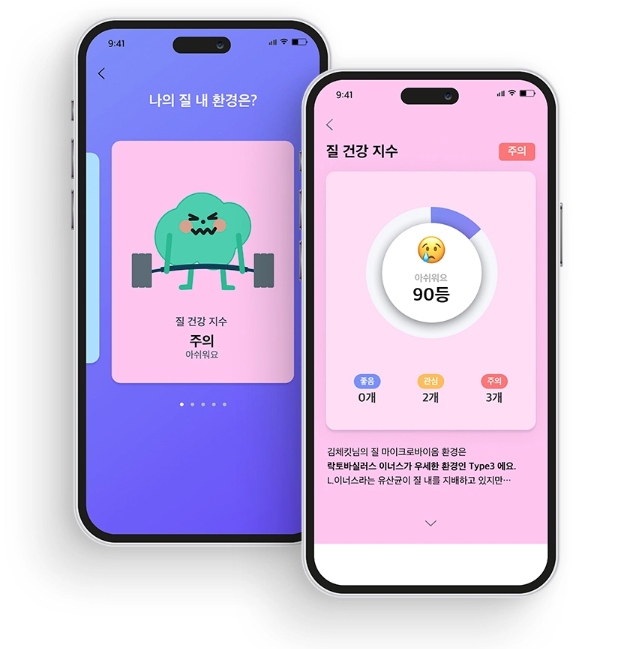 9:41
나의 질 내 환경은?
질 건강 지수
주의
아쉬워요
9:41
질 건강 지수
주의
아쉬워요
90등
좋음
관심
주의
0개
2개
3개
김체킷님의 질 마이크로바이옴 환경은
락토바실러스 이너스가 우세한 환경인 Type3 에요.
ㄴ이너스라는 유산균이 질 내를 지배하고 있지만…